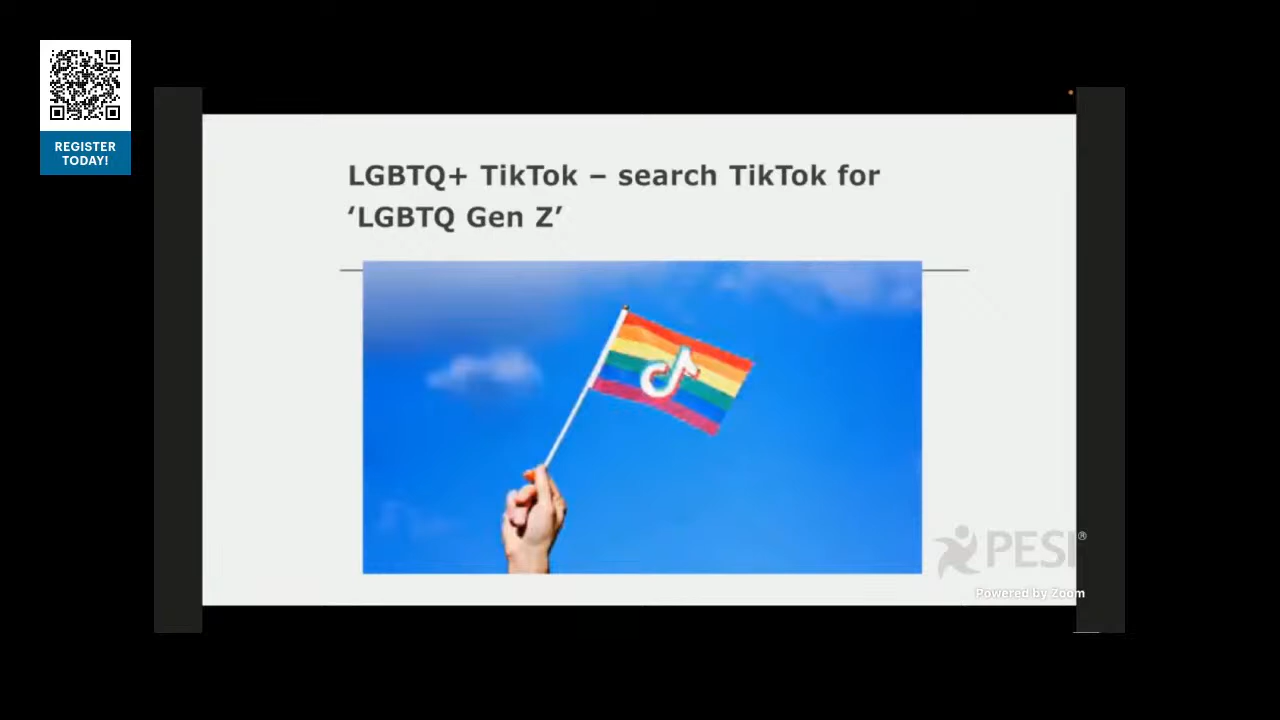 REGISTER
TODAY!
LGBTQ+ TikTok – search TikTok for
‘LGBTQ Gen Z’
PESI®
Powered by Zoom